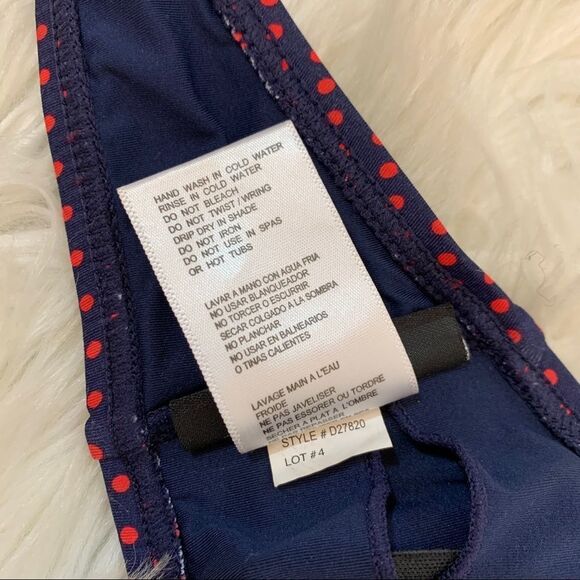 HAND WASH IN COLD WATER
RINSE IN COLD WATER
DO NOT BLEACH
DO NOT TWIST /WRING
DRIP DRY IN SHADE
DO NOT IRON
DO NOT USE IN SPAS
OR HOT TUBS
LAVAR A MANO CON AGUA FRIA
NO USAR BLANQUEADOR
NO TORCER O ESCURRIR
SECAR COLGADO A LA SOMBRA
NO PLANCHAR
NO USAR EN BALNEARIOS
O TINAS CALIENTES
LAVAGE MAIN A L'EAU
FROIDE
NE PAS JAVELISER
NE PAS ESSORER OU TORDRE
SECHER A PLAT A L'OMBRE
STYLE # D27820
LOT #4